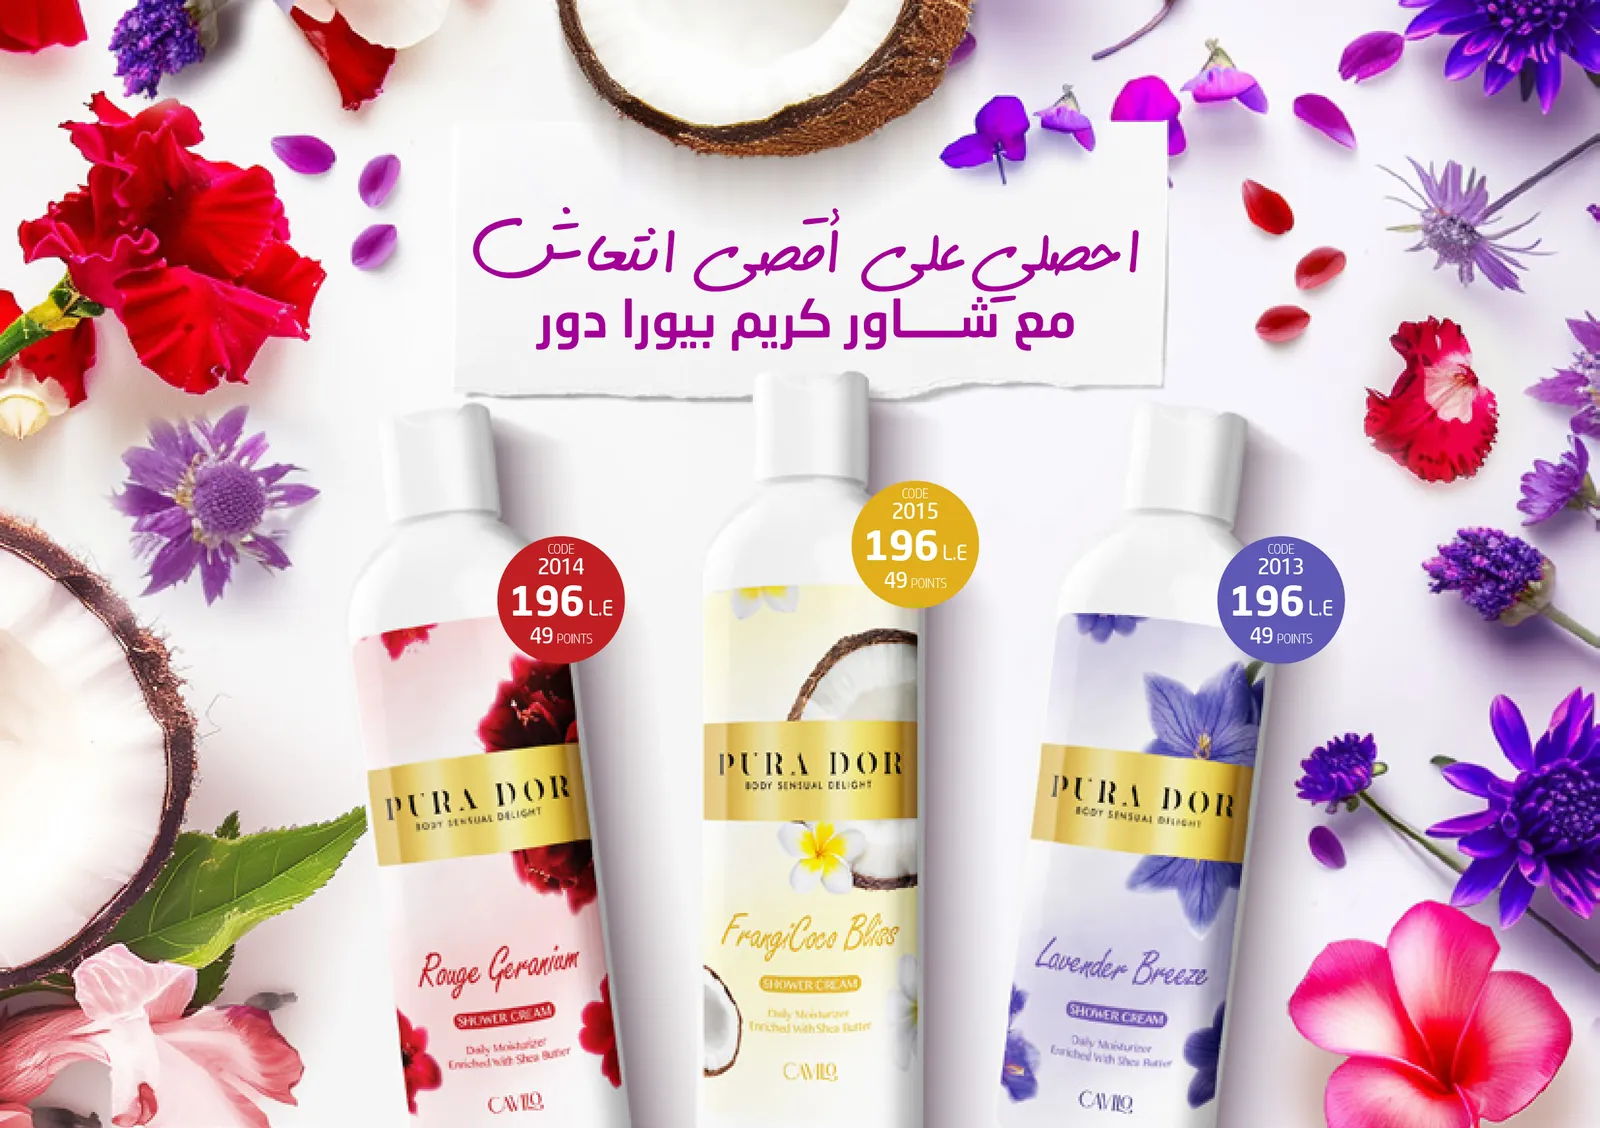 احصلي على أقصى انتعاش
مع شاور كريم بيورا دور
CODE
2014
196 L.E
49 POINTS
CODE
2015
196 L.E
49 POINTS
CODE
2013
196 L.E
49 POINTS
PURA DOR
BODY SENSUAL DELIGHT
Rouge Geranium
SHOWER CREAM
Daily Moisturizer
Enriched With Shea Butter
CAVILO
PURA DOR
BODY SENSUAL DELIGHT
FrangiCoco Bliss
SHOWER CREAM
Daily Moisturizer
Enriched With Shea Butter
CAVILO
PURA DOR
BODY SENSUAL DELIGHT
Lavender Breeze
SHOWER CREAM
Daily Moisturizer
Enriched With Shea Butter
CAVILO